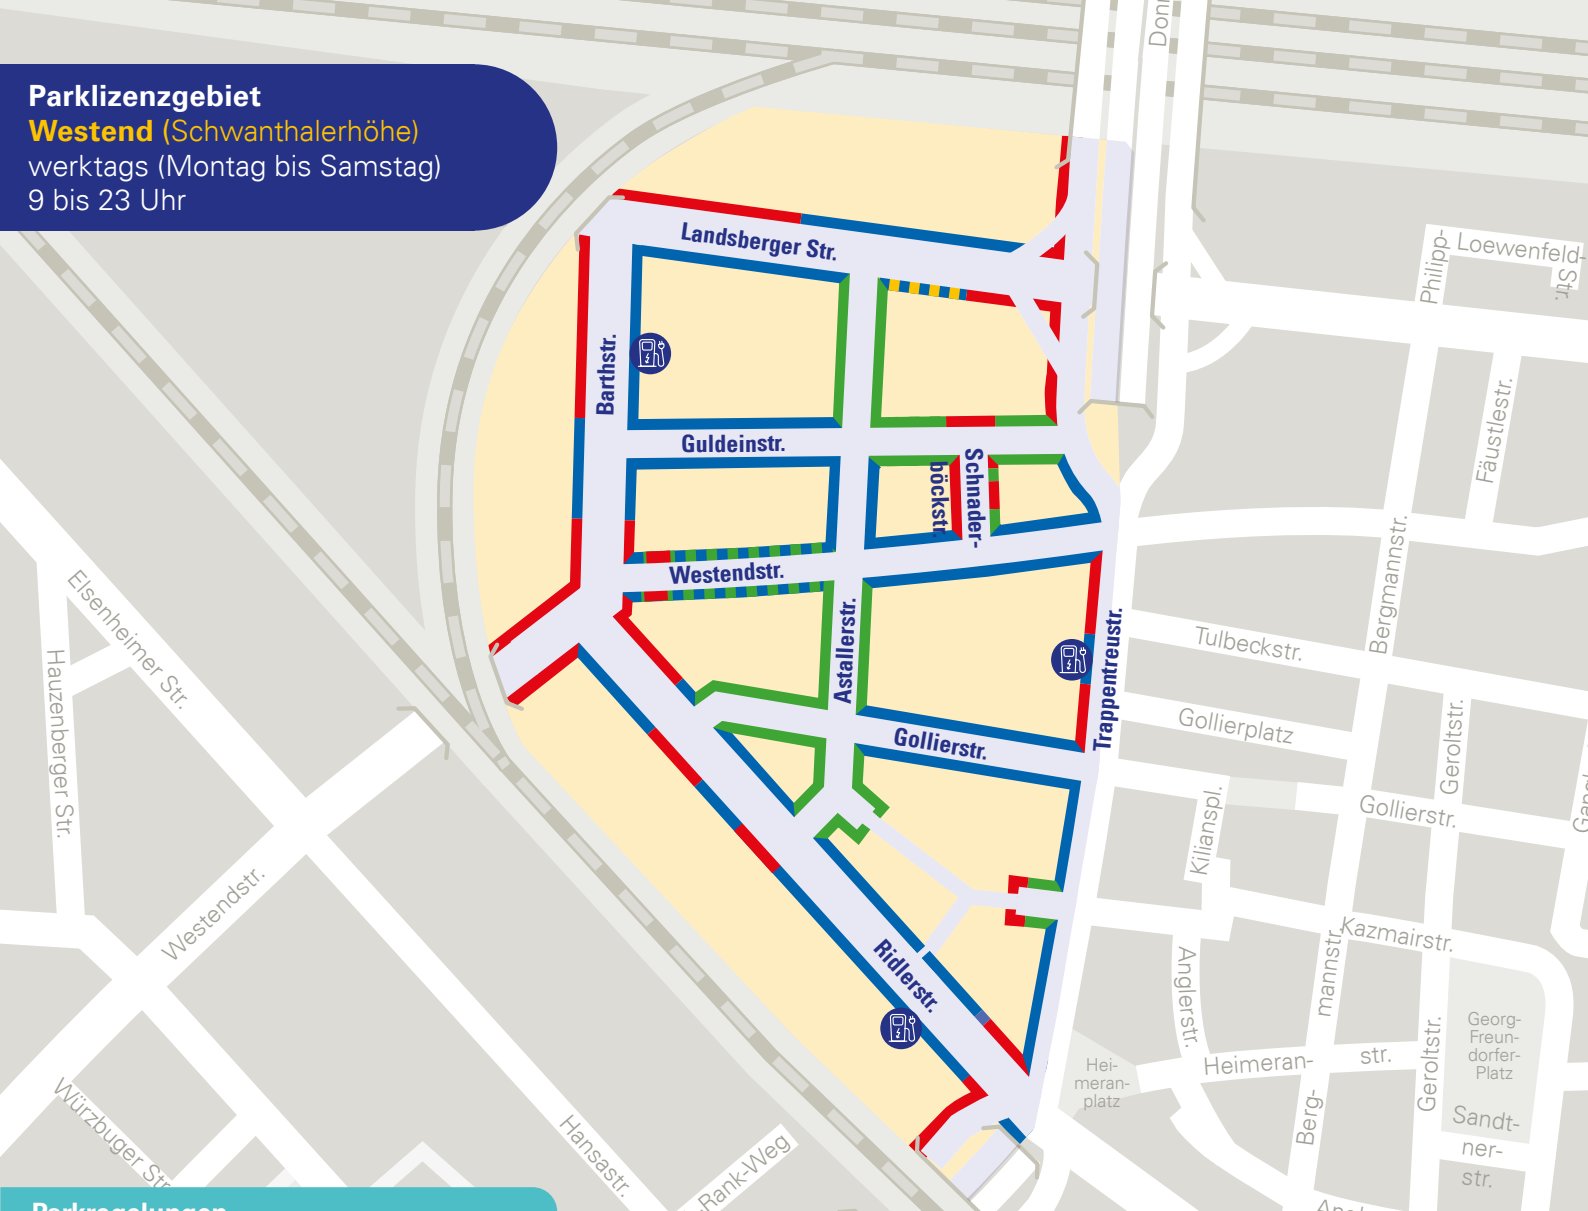 Parklizenzgebiet
Westend (Schwanthalerhöhe)
werktags (Montag bis Samstag)
9 bis 23 Uhr
Landsberger Str.
Barthstr.
Guldeinstr.
Schnader-
böckstr.
Westendstr.
Astallerstr.
Trappentreustr.
Gollierstr.
Ridlerstr.
Philipp-
Loewenfeld-
Str.
Fäustlestr.
Bergmannstr.
Tulbeckstr.
Gollierplatz
Geroltstr.
Kilianspl.
Gollierstr.
Kazmairstr.
Anglerstr.
mannstr.
Berg-
Heimeran-
str.
Geroltstr.
Georg-
Freun-
dorfer-
Platz
Hei-
meran-
platz
Sandt-
ner-
str.
Elsenheimer Str.
Hauzenberger Str.
Westendstr.
Würzbuger Str.
Hansastr.
-Rank-Weg
Parkregelungen